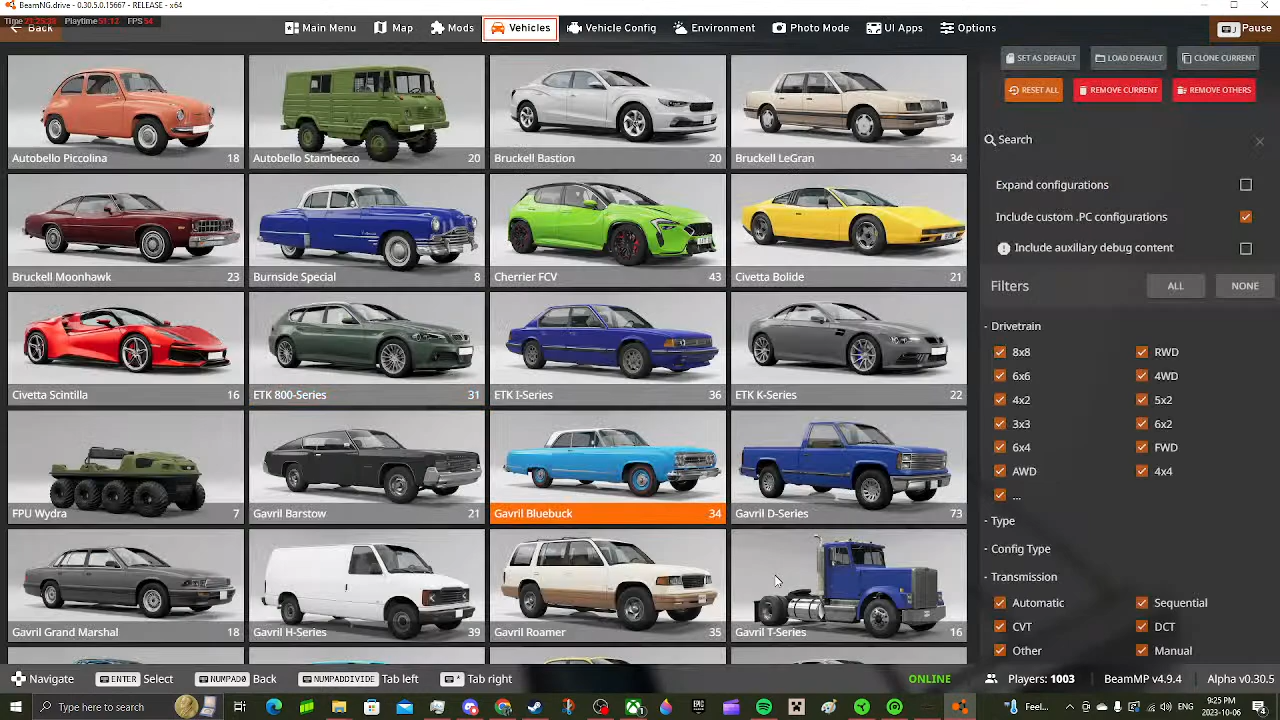 BeamNG.drive - 0.30.5.0.15667 - RELEASE - x64
Playtime 51:12 FPS 54
Back
Main Menu Map Mods Vehicles Vehicle Config Environment Photo Mode UI Apps Options Pause
SET AS DEFAULT LOAD DEFAULT CLONE CURRENT
RESET ALL REMOVE CURRENT REMOVE OTHERS
Search
Expand configurations
Include custom .PC configurations
Include auxiliary debug content
Filters ALL NONE
- Drivetrain
8x8 RWD
6x6 4WD
4x2 5x2
3x3 6x2
6x4 FWD
AWD 4x4
...
- Type
- Config Type
- Transmission
Automatic Sequential
CVT DCT
Other Manual
Autobello Piccolina 18
Autobello Stambecco 20
Bruckell Bastion 20
Bruckell LeGran 34
Bruckell Moonhawk 23
Burnside Special 8
Cherrier FCV 43
Civetta Bolide 21
Civetta Scintilla 16
ETK 800-Series 31
ETK I-Series 36
ETK K-Series 22
FPU Wydra 7
Gavril Barstow 21
Gavril Bluebuck 34
Gavril D-Series 73
Gavril Grand Marshal 18
Gavril H-Series 39
Gavril Roamer 35
Gavril T-Series 16
Navigate ENTER Select NUMPAD0 Back NUMPADDIVIDE Tab left * Tab right ONLINE Players: 1003 BeamMP v4.9.4 Alpha v0.30.5
Type here to search
Feel...
9:25 PM
2023-10-06